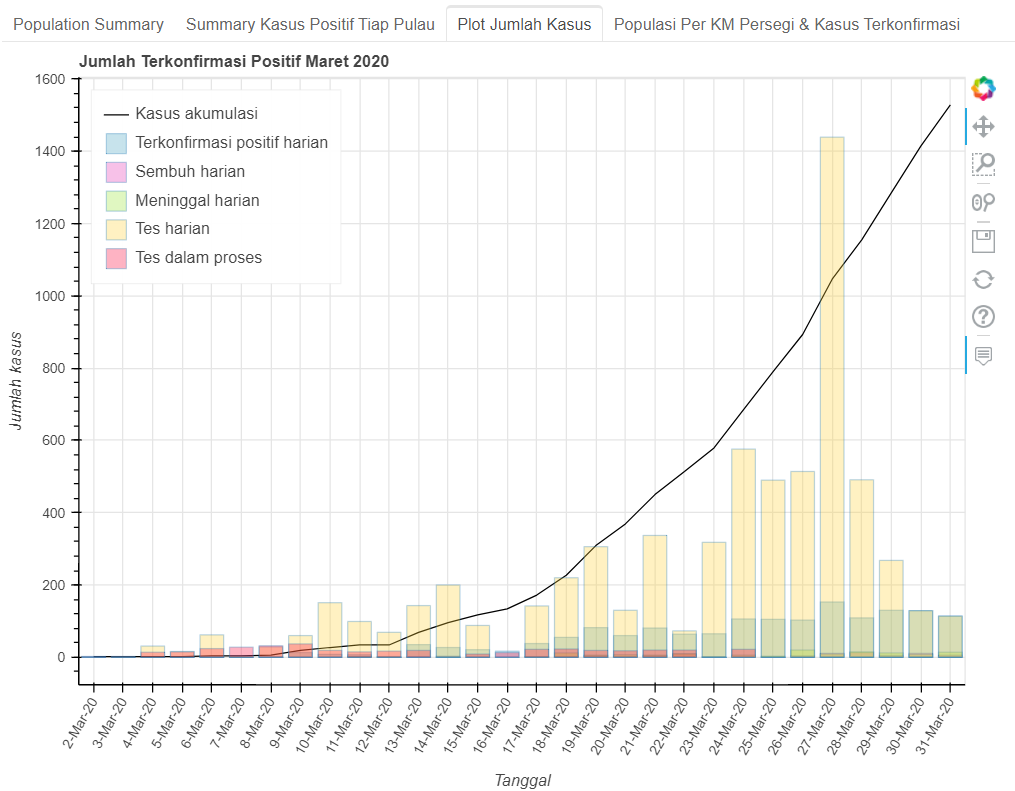 Population Summary
Summary Kasus Positif Tiap Pulau
Plot Jumlah Kasus
Populasi Per KM Persegi & Kasus Terkonfirmasi
Jumlah Terkonfirmasi Positif Maret 2020
1600
1400
1200
1000
800
600
400
200
0
Jumlah kasus
Kasus akumulasi
Terkonfirmasi positif harian
Sembuh harian
Meninggal harian
Tes harian
Tes dalam proses
2-Mar-20
3-Mar-20
4-Mar-20
5-Mar-20
6-Mar-20
7-Mar-20
8-Mar-20
9-Mar-20
10-Mar-20
11-Mar-20
12-Mar-20
13-Mar-20
14-Mar-20
15-Mar-20
16-Mar-20
17-Mar-20
18-Mar-20
19-Mar-20
20-Mar-20
21-Mar-20
22-Mar-20
23-Mar-20
24-Mar-20
25-Mar-20
26-Mar-20
27-Mar-20
28-Mar-20
29-Mar-20
30-Mar-20
31-Mar-20
Tanggal